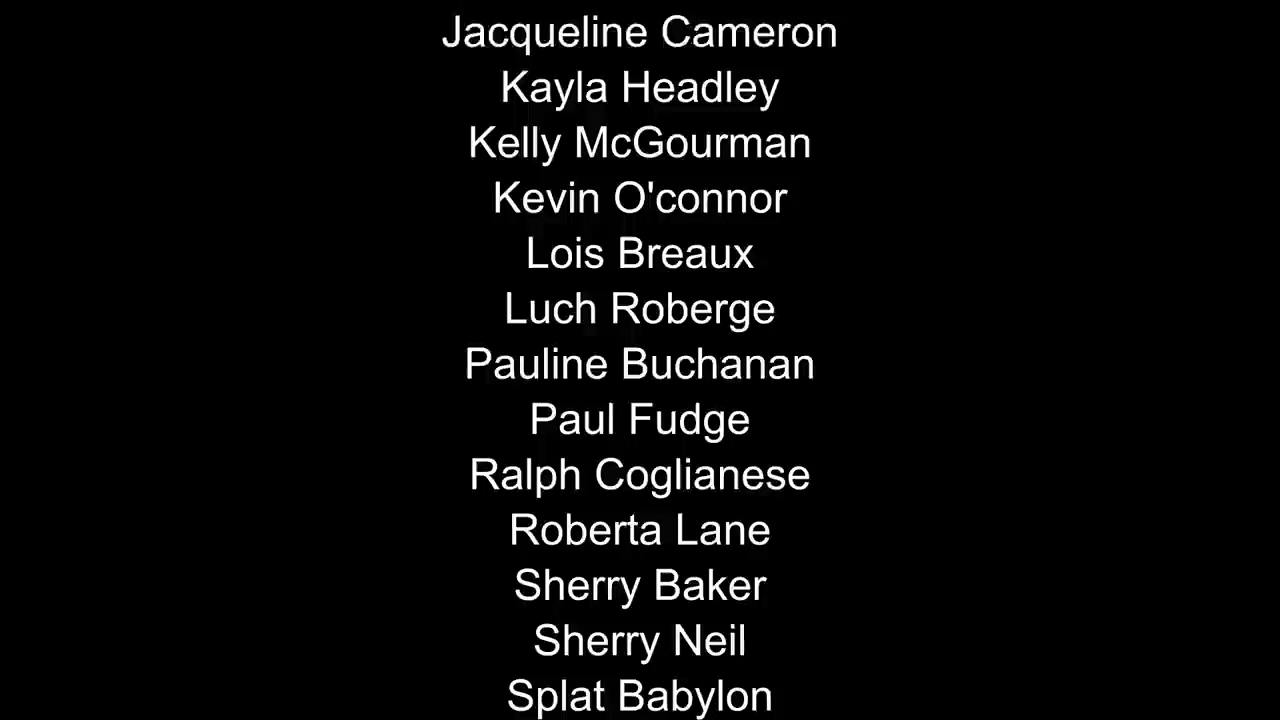 Jacqueline Cameron
Kayla Headley
Kelly McGourman
Kevin O'connor
Lois Breaux
Luch Roberge
Pauline Buchanan
Paul Fudge
Ralph Coglianese
Roberta Lane
Sherry Baker
Sherry Neil
Splat Babylon